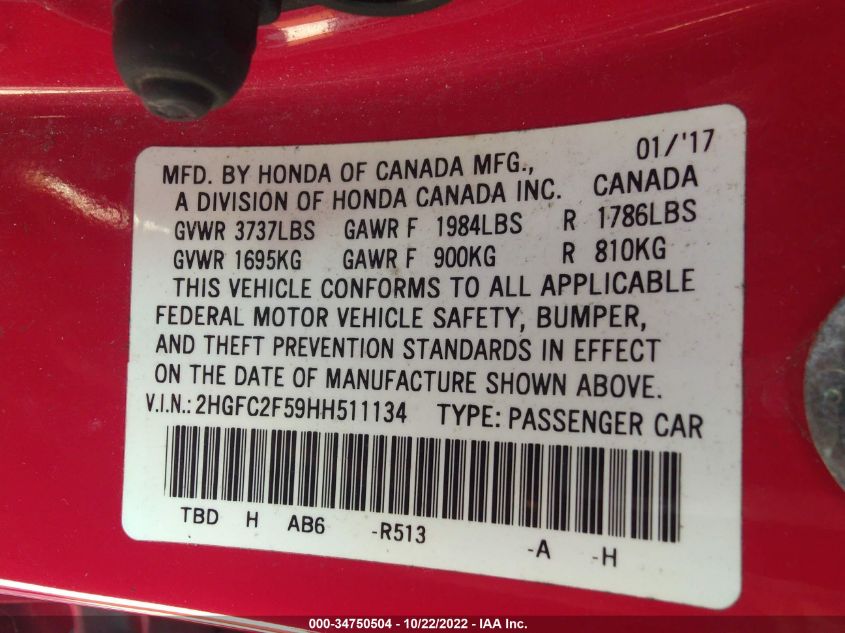 01/'17
MFD. BY HONDA OF CANADA MFG.,
A DIVISION OF HONDA CANADA INC. CANADA
GVWR 3737LBS GAWR F 1984LBS R 1786LBS
GVWR 1695KG GAWR F 900KG R 810KG
THIS VEHICLE CONFORMS TO ALL APPLICABLE
FEDERAL MOTOR VEHICLE SAFETY, BUMPER,
AND THEFT PREVENTION STANDARDS IN EFFECT
ON THE DATE OF MANUFACTURE SHOWN ABOVE.
V.I.N.: 2HGFC2F59HH511134 TYPE: PASSENGER CAR
TBD H AB6 -R513 -A -H
000-34750504 - 10/22/2022 - IAA Inc.